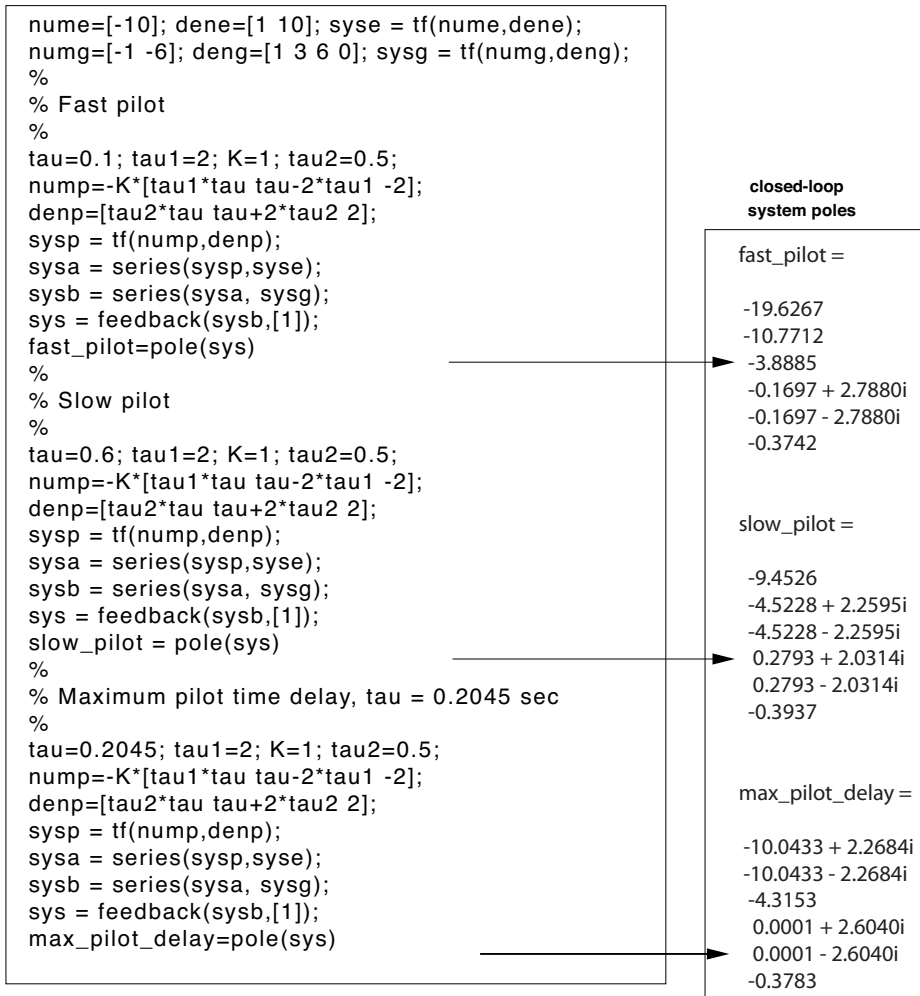 nume=[-10]; dene=[1 10]; syse = tf(nume,dene);
numg=[-1 -6]; deng=[1 3 6 0]; sysg = tf(numg,deng);
%
% Fast pilot
%
tau=0.1; tau1=2; K=1; tau2=0.5;
nump=-K*[tau1*tau tau-2*tau1 -2];
denp=[tau2*tau tau+2*tau2 2];
sysp = tf(nump,denp);
sysa = series(sysp,syse);
sysb = series(sysa, sysg);
sys = feedback(sysb,[1]);
fast_pilot=pole(sys)
%
% Slow pilot
%
tau=0.6; tau1=2; K=1; tau2=0.5;
nump=-K*[tau1*tau tau-2*tau1 -2];
denp=[tau2*tau tau+2*tau2 2];
sysp = tf(nump,denp);
sysa = series(sysp,syse);
sysb = series(sysa, sysg);
sys = feedback(sysb,[1]);
slow_pilot = pole(sys)
%
% Maximum pilot time delay, tau = 0.2045 sec
%
tau=0.2045; tau1=2; K=1; tau2=0.5;
nump=-K*[tau1*tau tau-2*tau1 -2];
denp=[tau2*tau tau+2*tau2 2];
sysp = tf(nump,denp);
sysa = series(sysp,syse);
sysb = series(sysa, sysg);
sys = feedback(sysb,[1]);
max_pilot_delay=pole(sys)
closed-loop
system poles
fast_pilot =
-19.6267
-10.7712
-3.8885
-0.1697 + 2.7880i
-0.1697 - 2.7880i
-0.3742
slow_pilot =
-9.4526
-4.5228 + 2.2595i
-4.5228 - 2.2595i
0.2793 + 2.0314i
0.2793 - 2.0314i
-0.3937
max_pilot_delay =
-10.0433 + 2.2684i
-10.0433 - 2.2684i
-4.3153
0.0001 + 2.6040i
0.0001 - 2.6040i
-0.3783